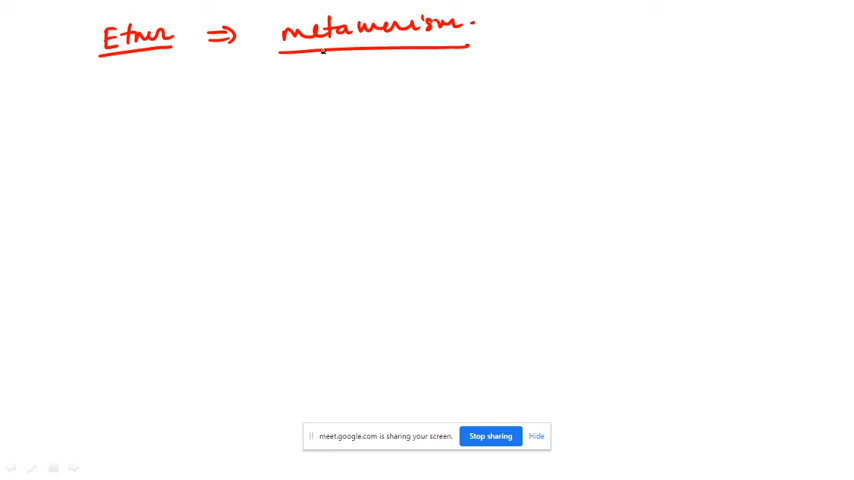 Ether ⇒ metamerism.
meet.google.com is sharing your screen. Stop sharing Hide